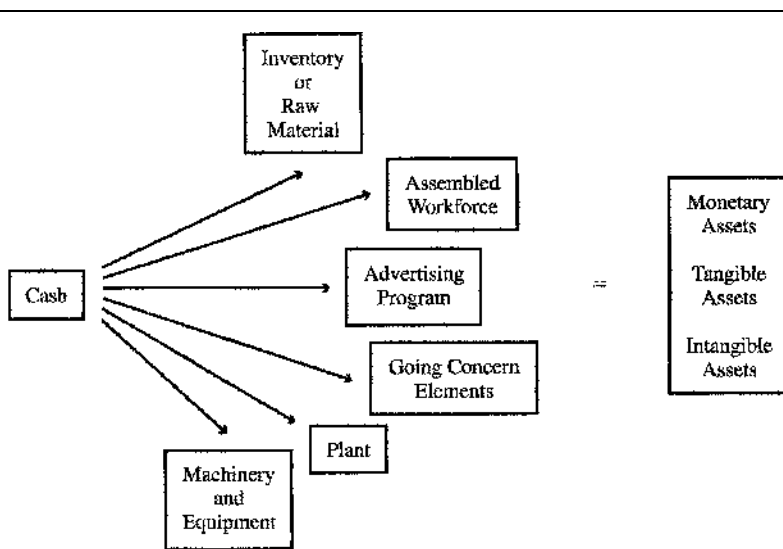 Inventory
or
Raw
Material
Assembled
Workforce
Cash
Advertising
Program
=
Monetary
Assets
Tangible
Assets
Intangible
Assets
Going Concern
Elements
Plant
Machinery
and
Equipment